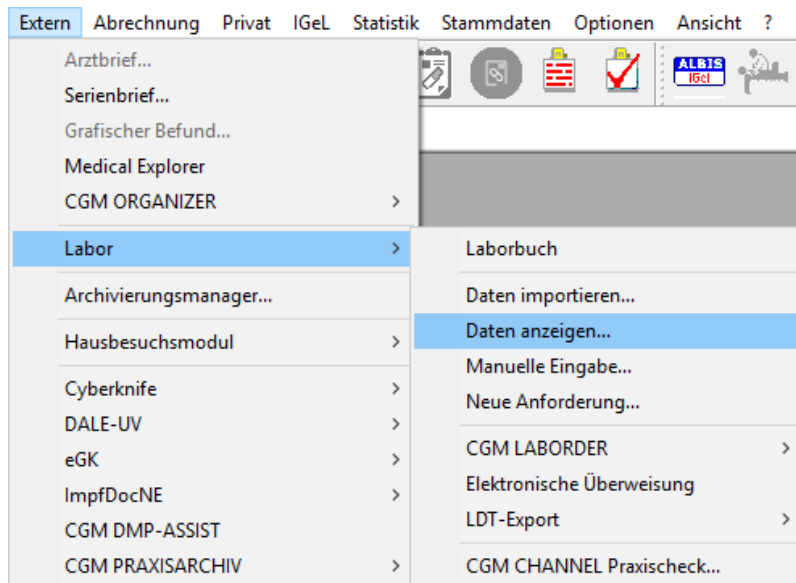 Extern Abrechnung Privat IGeL Statistik Stammdaten Optionen Ansicht ?
Arztbrief...
Serienbrief...
Grafischer Befund...
Medical Explorer
CGM ORGANIZER
Labor
Archivierungsmanager...
Hausbesuchsmodul
Cyberknife
DALE-UV
eGK
ImpfDocNE
CGM DMP-ASSIST
CGM PRAXISARCHIV
ALBIS
IGel
Laborbuch
Daten importieren...
Daten anzeigen...
Manuelle Eingabe...
Neue Anforderung...
CGM LABORDER
Elektronische Überweisung
LDT-Export
CGM CHANNEL Praxischeck...